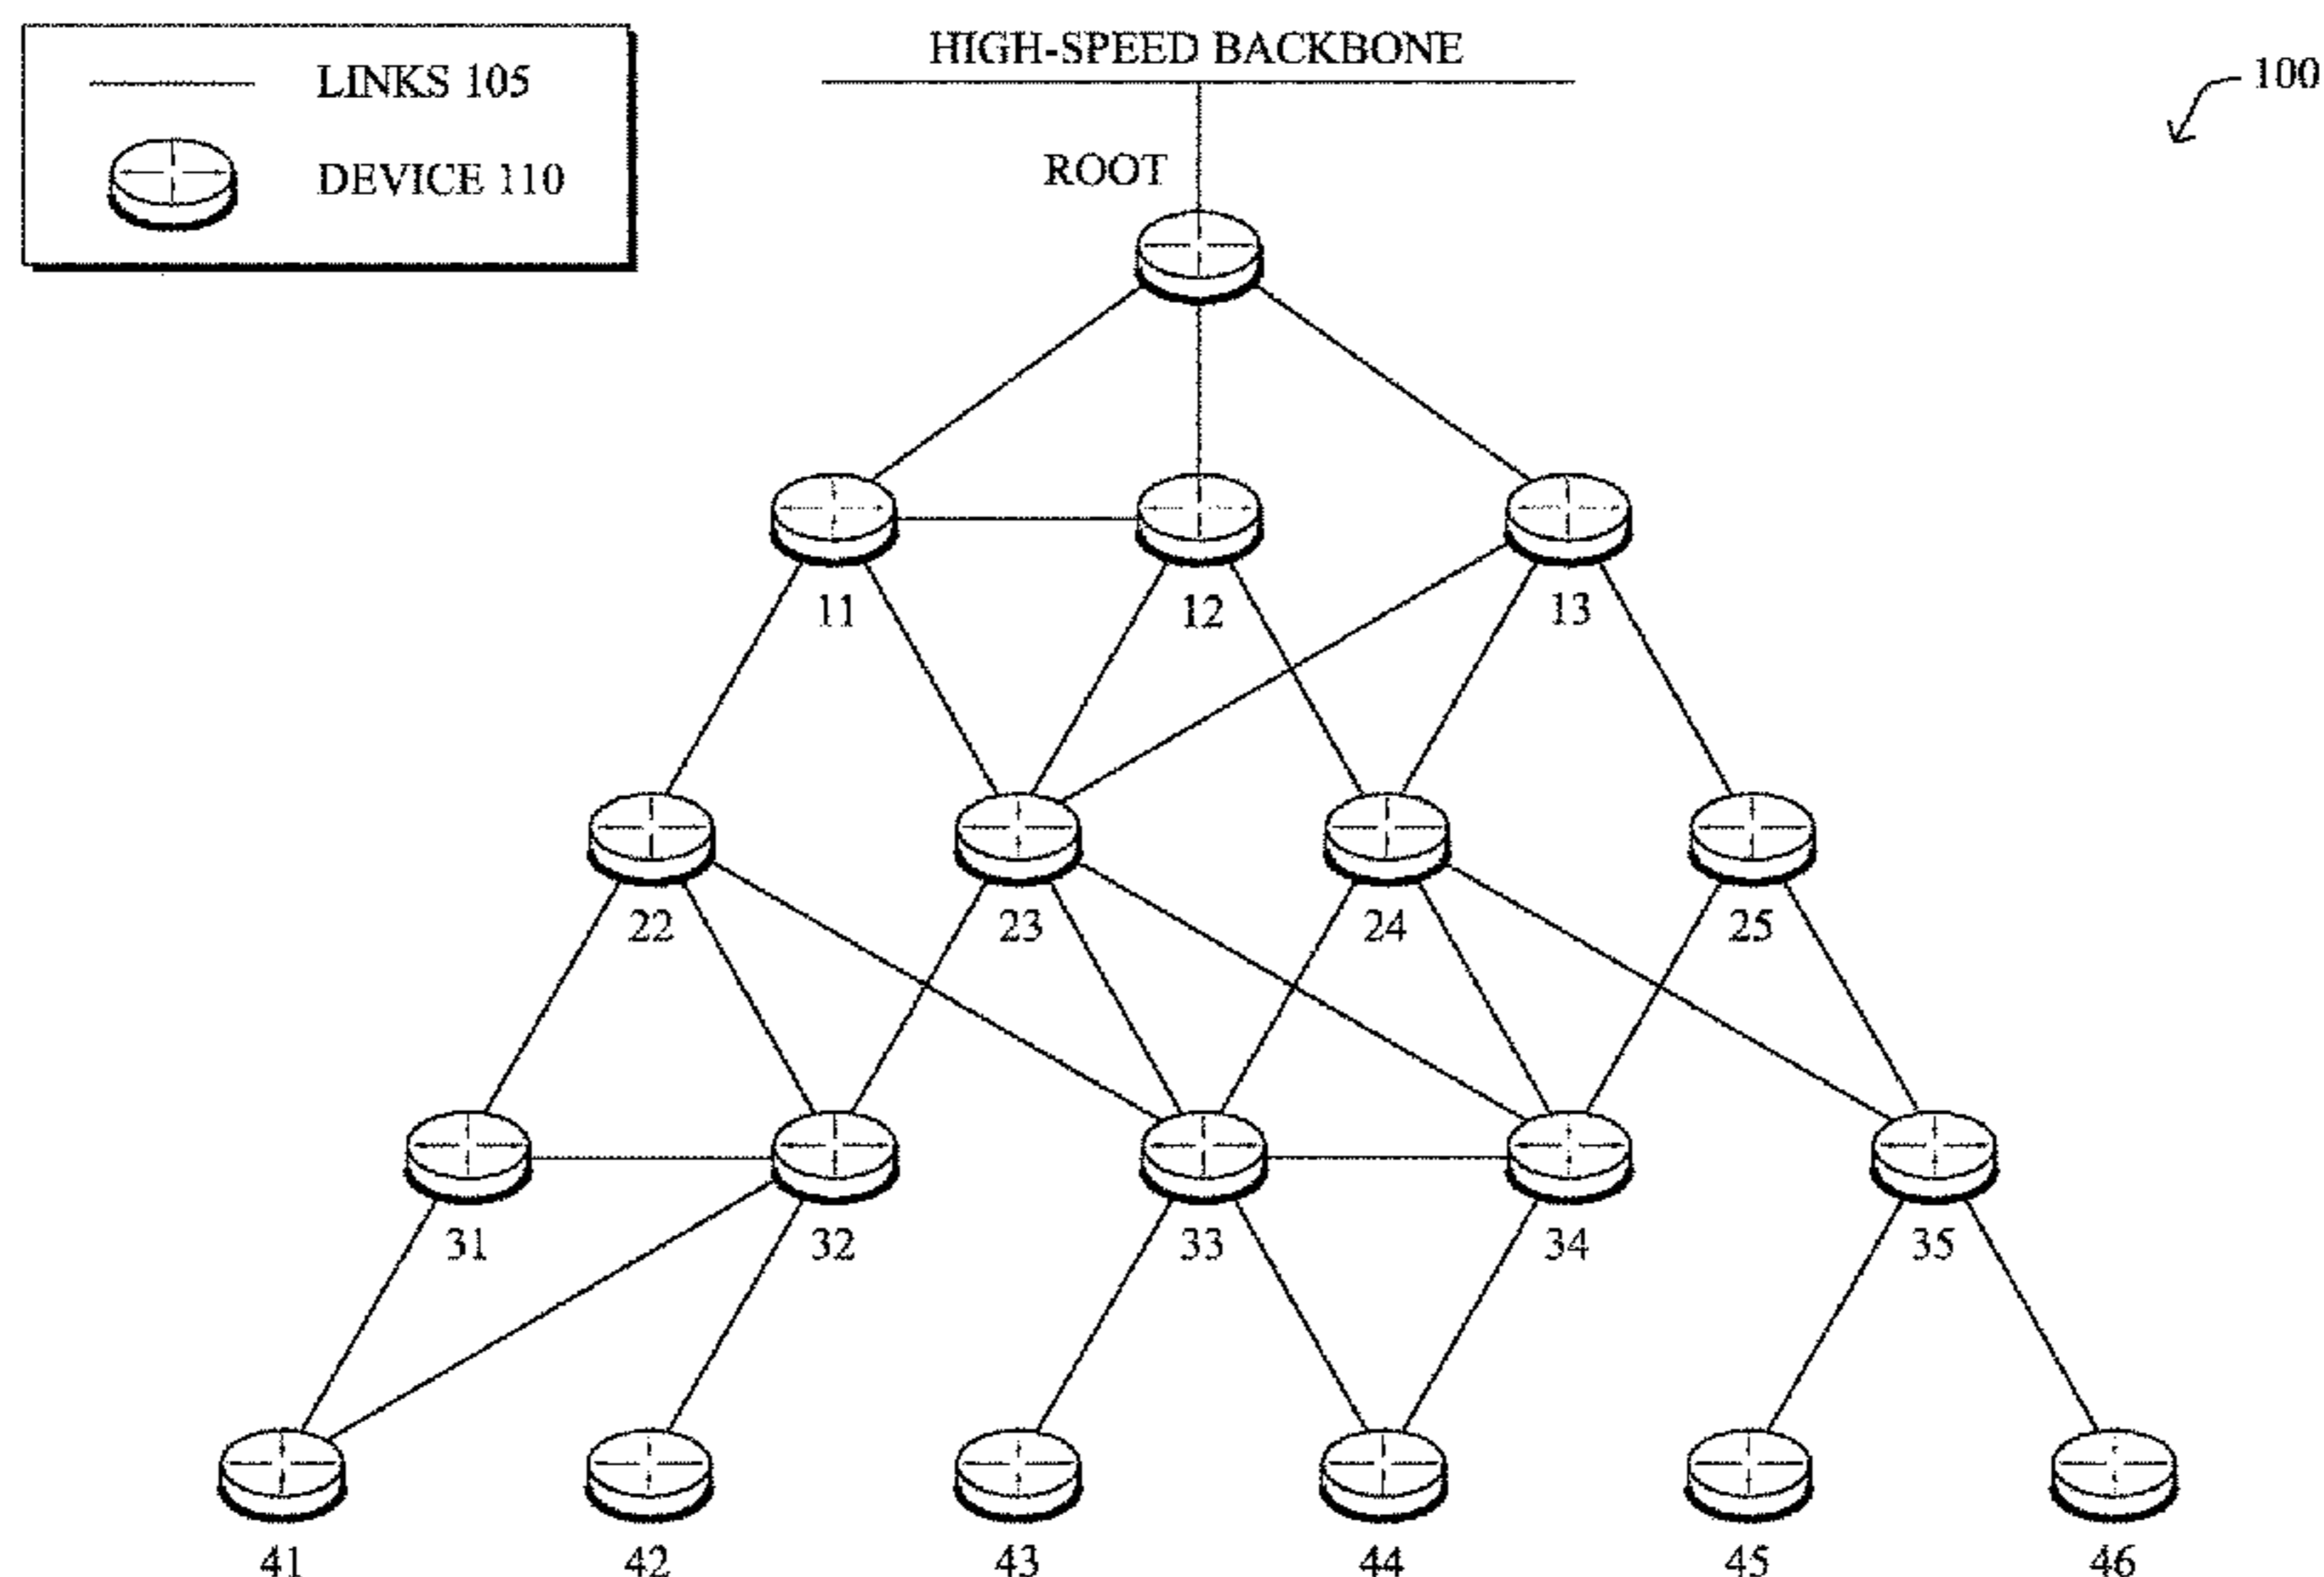 HIGH-SPEED BACKBONE
LINKS 105
100
DEVICE 110
ROOT
11 12 13
22 23 24 25
31 32 33 34 35
41 42 43 44 45 46